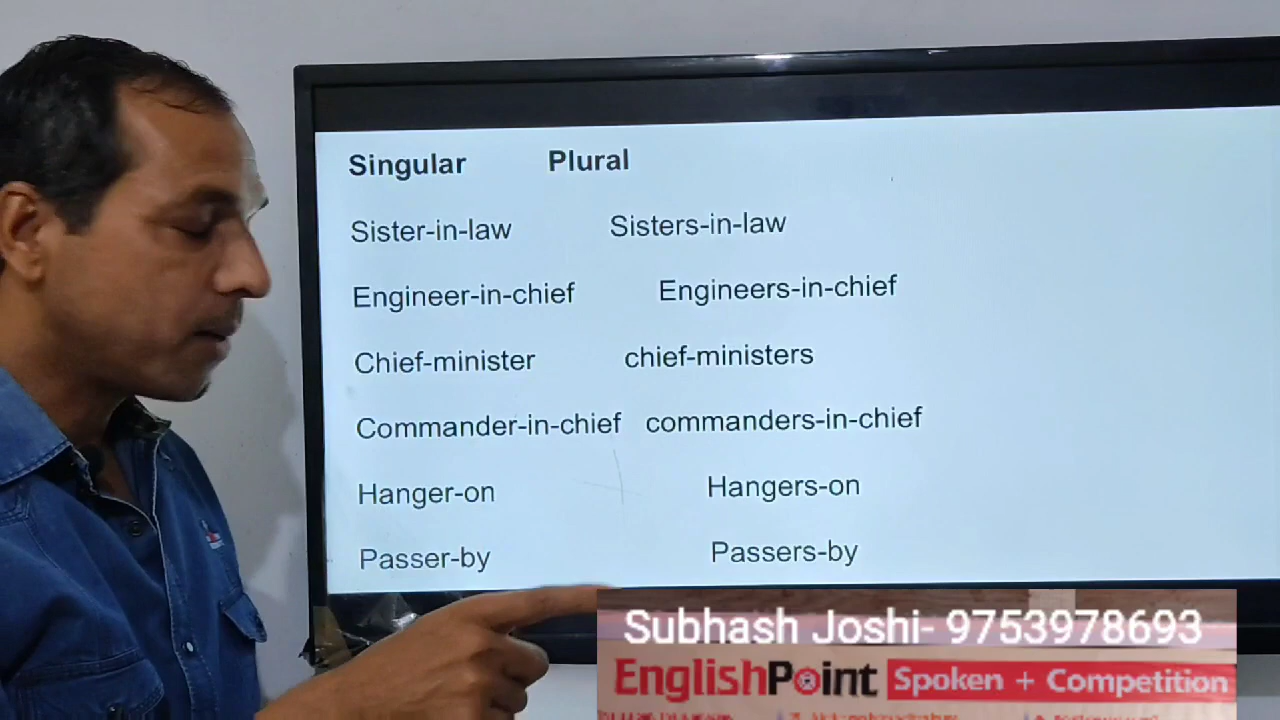 Singular Plural
Sister-in-law Sisters-in-law
Engineer-in-chief Engineers-in-chief
Chief-minister chief-ministers
Commander-in-chief commanders-in-chief
Hanger-on Hangers-on
Passer-by Passers-by
Subhash Joshi- 9753978693
EnglishPoint Spoken + Competition